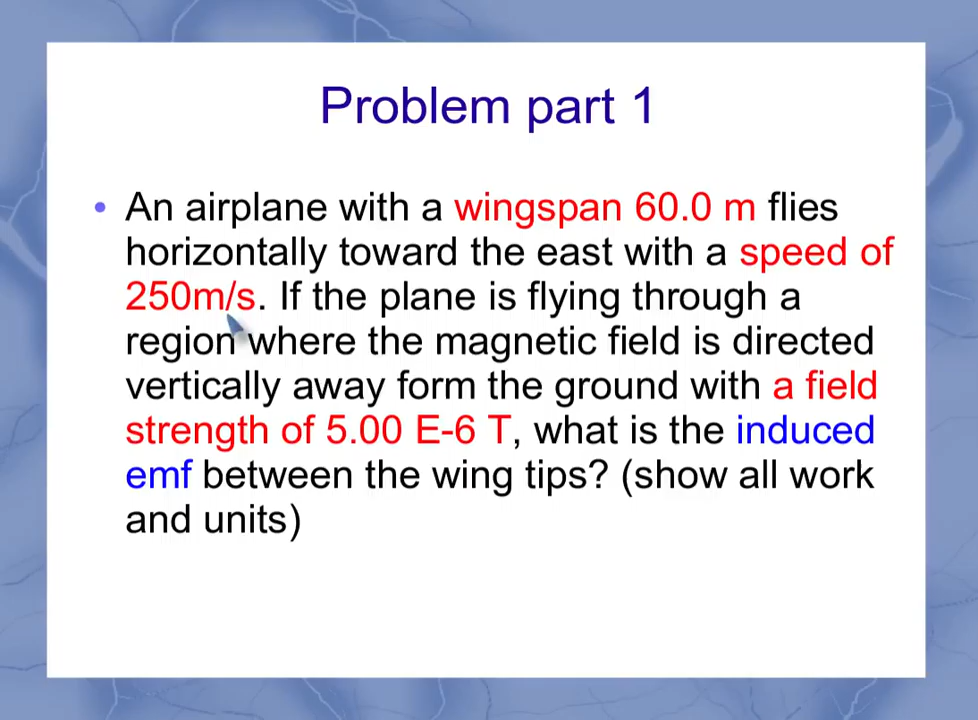 Problem part 1
• An airplane with a wingspan 60.0 m flies
horizontally toward the east with a speed of
250m/s. If the plane is flying through a
region where the magnetic field is directed
vertically away form the ground with a field
strength of 5.00 E-6 T, what is the induced
emf between the wing tips? (show all work
and units)